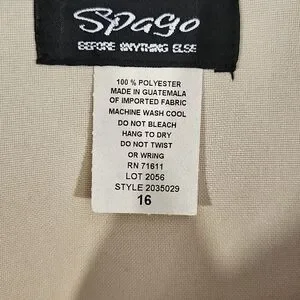 Spago
BEFORE ANYTHING ELSE
100 % POLYESTER
MADE IN GUATEMALA
OF IMPORTED FABRIC
MACHINE WASH COOL
DO NOT BLEACH
HANG TO DRY
DO NOT TWIST
OR WRING
RN 71611
LOT 2056
STYLE 2035029
16